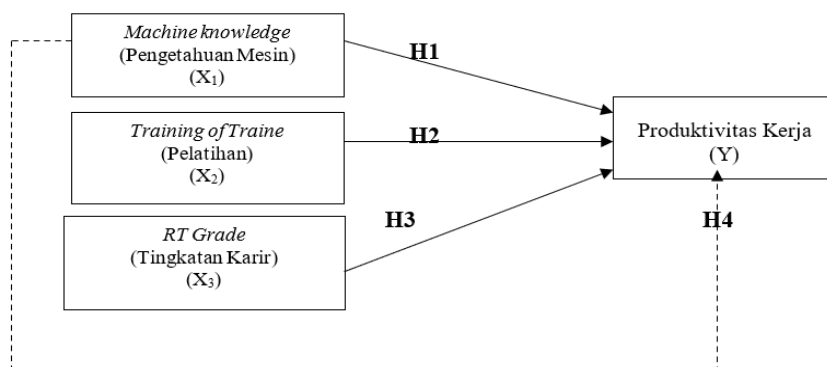 Machine knowledge
(Pengetahuan Mesin)
(X₁)
H1
Training of Traine
(Pelatihan)
(X₂)
H2
Produktivitas Kerja
(Y)
RT Grade
(Tingkatan Karir)
(X₃)
H3
H4